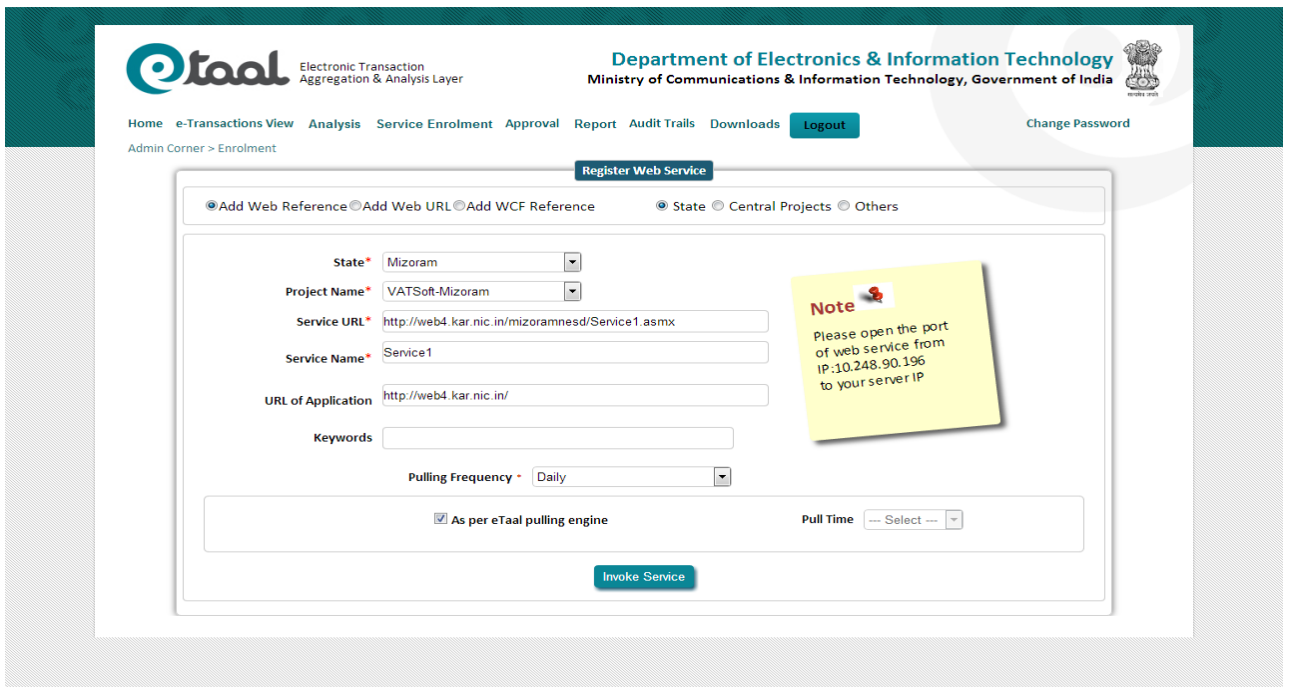 etaal
Electronic Transaction
Aggregation & Analysis Layer
Department of Electronics & Information Technology
Ministry of Communications & Information Technology, Government of India
सत्यमेव जयते
Home e-Transactions View Analysis Service Enrolment Approval Report Audit Trails Downloads Logout Change Password
Admin Corner > Enrolment
Register Web Service
Add Web Reference Add Web URL Add WCF Reference State Central Projects Others
State* Mizoram
Project Name* VATSoft-Mizoram
Service URL* http://web4.kar.nic.in/mizoramnesd/Service1.asmx
Service Name* Service1
URL of Application http://web4.kar.nic.in/
Keywords
Note
Please open the port
of web service from
IP:10.248.90.196
to your server IP
Pulling Frequency * Daily
As per eTaal pulling engine Pull Time --- Select ---
Invoke Service